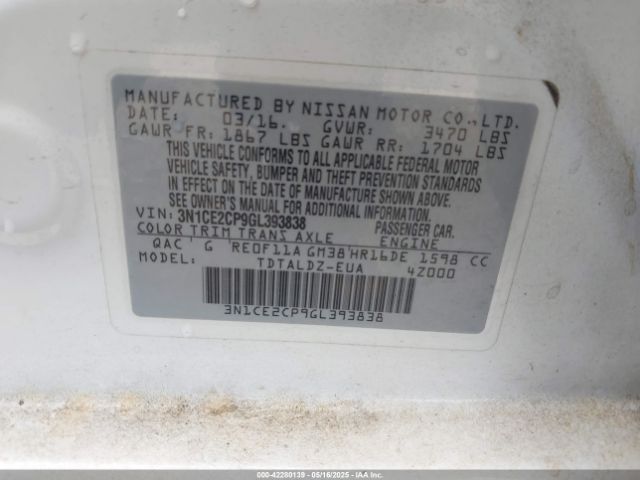 MANUFACTURED BY NISSAN MOTOR CO.,LTD.
DATE: 03/16. GVWR: 3470 LBS
GAWR FR: 1867 LBS GAWR RR: 1704 LBS
THIS VEHICLE CONFORMS TO ALL APPLICABLE FEDERAL MOTOR
VEHICLE SAFETY, BUMPER AND THEFT PREVENTION STANDARDS
IN EFFECT ON THE DATE OF MANUFACTURE SHOWN ABOVE.
SEE OWNER'S MANUAL FOR ADDITIONAL INFORMATION.
VIN: 3N1CE2CP9GL393838 PASSENGER CAR.
COLOR TRIM TRANS AXLE ENGINE
QAC G RE0F11A GM38 HR16DE 1598 CC
MODEL: TDTALDZ-EUA 4Z000
3N1CE2CP9GL393838
000-42280139 - 05/16/2025 - IAAI.COM